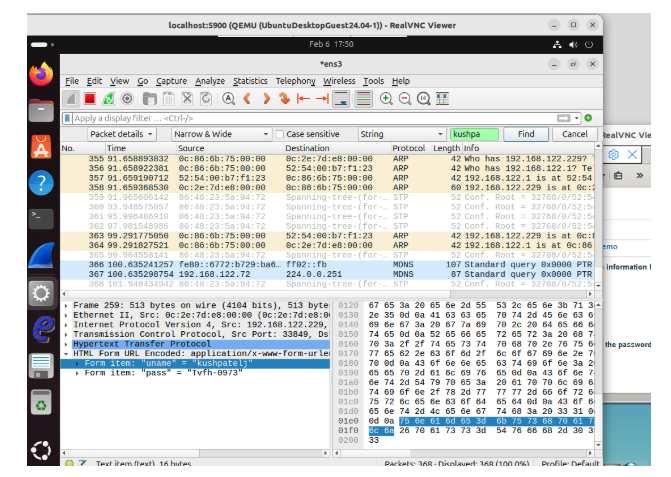 localhost:5900 (QEMU (UbuntuDesktopGuest24.04-1)) - RealVNC Viewer
Feb 6 17:50
*ens3
File Edit View Go Capture Analyze Statistics Telephony Wireless Tools Help
Apply a display filter ... <Ctrl-/>
Packet details Narrow & Wide Case sensitive String kushpa Find Cancel
No. Time Source Destination Protocol Length Info
355 91.658893832 0c:86:6b:75:00:00 0c:2e:7d:e8:00:00 ARP 42 Who has 192.168.122.229?
356 91.658922381 0c:86:6b:75:00:00 52:54:00:b7:f1:23 ARP 42 Who has 192.168.122.1? Te
357 91.659190712 52:54:00:b7:f1:23 0c:86:6b:75:00:00 ARP 42 192.168.122.1 is at 52:54
358 91.659368530 0c:2e:7d:e8:00:00 0c:86:6b:75:00:00 ARP 60 192.168.122.229 is at 0c:2
359 91.965606142 86:48:23:5a:94:72 Spanning-tree-(for-… STP 52 Conf. Root = 32768/0/52:5
360 93.948575057 86:48:23:5a:94:72 Spanning-tree-(for-… STP 52 Conf. Root = 32768/0/52:5
361 95.996406910 86:48:23:5a:94:72 Spanning-tree-(for-… STP 52 Conf. Root = 32768/0/52:5
362 97.981548986 86:48:23:5a:94:72 Spanning-tree-(for-… STP 52 Conf. Root = 32768/0/52:5
363 99.291775050 0c:86:6b:75:00:00 52:54:00:b7:f1:23 ARP 42 192.168.122.229 is at 0c:8
364 99.291827521 0c:86:6b:75:00:00 0c:2e:7d:e8:00:00 ARP 42 192.168.122.1 is at 0c:86
365 99.964558141 86:48:23:5a:94:72 Spanning-tree-(for-… STP 52 Conf. Root = 32768/0/52:5
366 100.635241257 fe80::6772:b729:ba6… ff02::fb MDNS 107 Standard query 0x0000 PTR
367 100.635298754 192.168.122.72 224.0.0.251 MDNS 87 Standard query 0x0000 PTR
368 101.948434942 86:48:23:5a:94:72 Spanning-tree-(for-… STP 52 Conf. Root = 32768/0/52:5
Frame 259: 513 bytes on wire (4104 bits), 513 byte
Ethernet II, Src: 0c:2e:7d:e8:00:00 (0c:2e:7d:e8:0
Internet Protocol Version 4, Src: 192.168.122.229,
Transmission Control Protocol, Src Port: 33849, Ds
Hypertext Transfer Protocol
HTML Form URL Encoded: application/x-www-form-urle
Form item: "uname" = "kushpatelj"
Form item: "pass" = "Tvfh-0973"
0120 67 65 3a 20 65 6e 2d 55 53 2c 65 6e 3b 71 3
0130 2e 35 0d 0a 41 63 63 65 70 74 2d 45 6e 63 6
0140 69 6e 67 3a 20 67 7a 69 70 2c 20 64 65 66 6
0150 74 65 0d 0a 52 65 66 65 72 65 72 3a 20 68 7
0160 70 3a 2f 2f 74 65 73 74 70 68 70 2e 76 75 6
0170 77 65 62 2e 63 6f 6d 2f 6c 6f 67 69 6e 2e 7
0180 70 0d 0a 43 6f 6e 6e 65 63 74 69 6f 6e 3a 2
0190 65 65 70 2d 61 6c 69 76 65 0d 0a 43 6f 6e 7
01a0 6e 74 2d 54 79 70 65 3a 20 61 70 70 6c 69 6
01b0 74 69 6f 6e 2f 78 2d 77 77 77 2d 66 6f 72 6
01c0 75 72 6c 65 6e 63 6f 64 65 64 0d 0a 43 6f 6
01d0 65 6e 74 2d 4c 65 6e 67 74 68 3a 20 33 31 0
01e0 0d 0a 75 6e 61 6d 65 3d 6b 75 73 68 70 61 7
01f0 6c 6a 26 70 61 73 73 3d 54 76 66 68 2d 30 3
0200 33
Text item (text), 16 bytes Packets: 368 · Displayed: 368 (100.0%) Profile: Default
RealVNC Vie
emo
information
the password